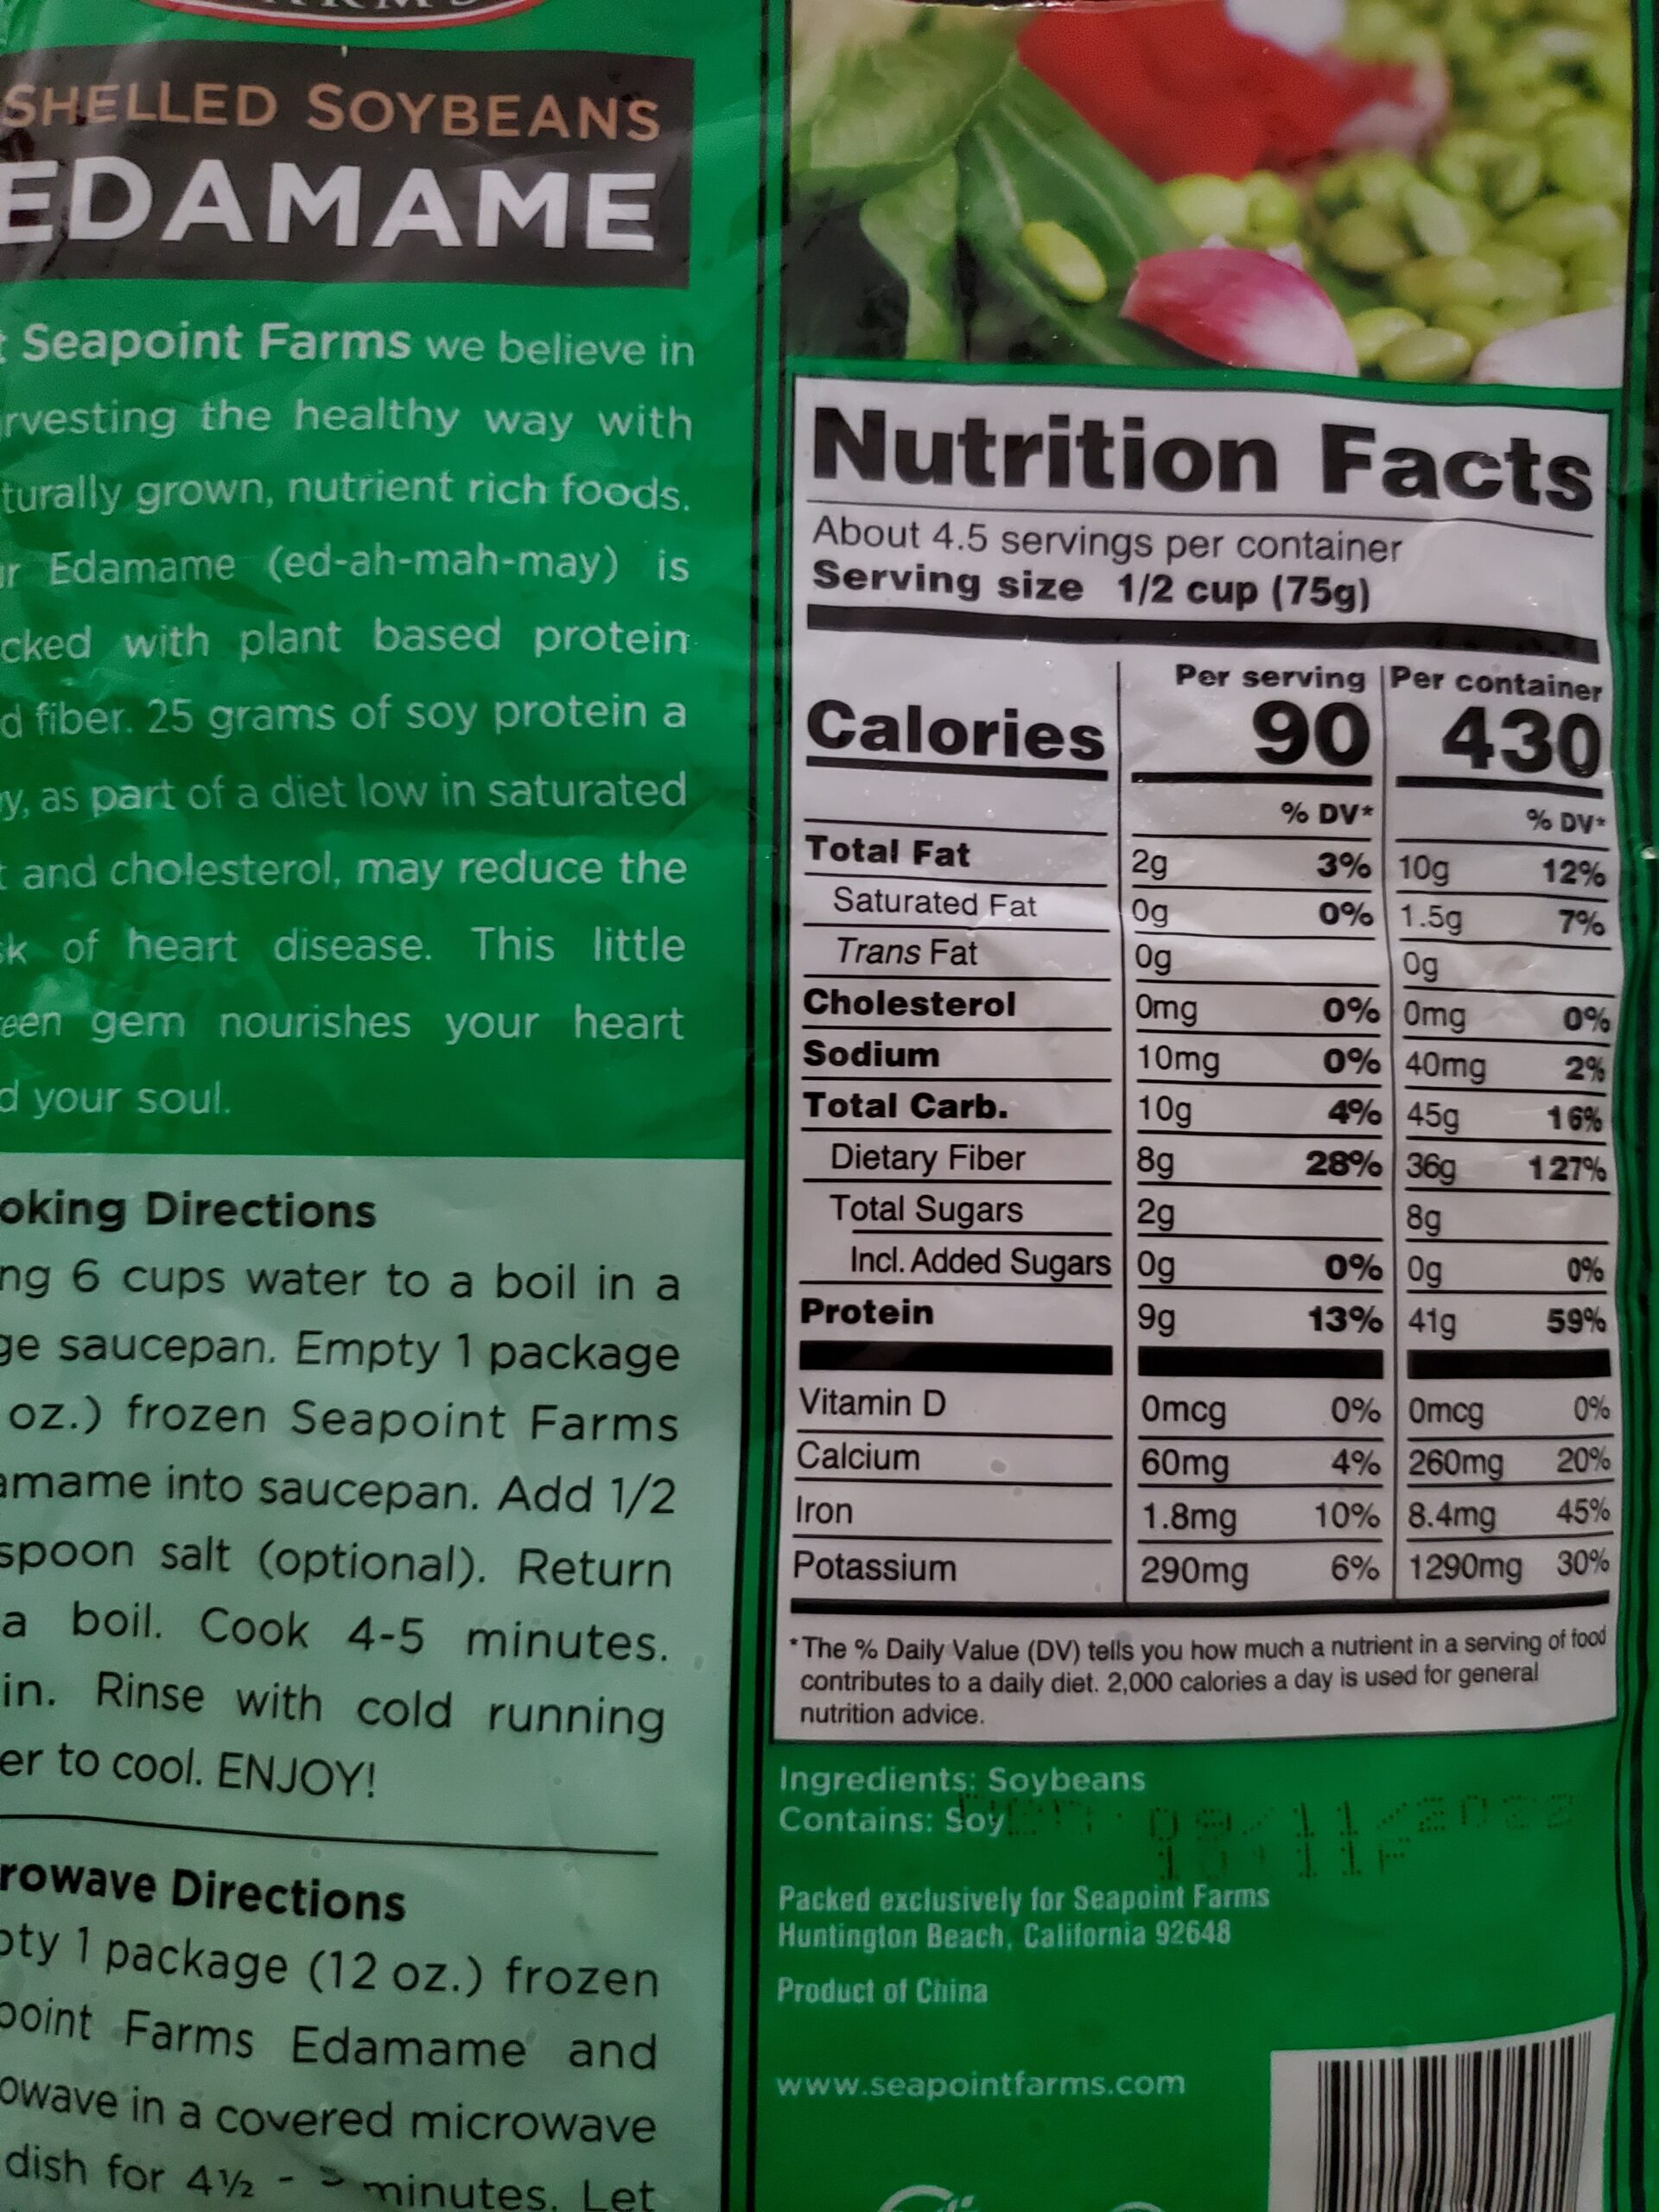 SHELLED SOYBEANS
EDAMAME
Seapoint Farms we believe in
rvesting the healthy way with
turally grown, nutrient rich foods.
r Edamame (ed-ah-mah-may) is
cked with plant based protein
d fiber. 25 grams of soy protein a
y, as part of a diet low in saturated
t and cholesterol, may reduce the
sk of heart disease. This little
een gem nourishes your heart
d your soul.
oking Directions
ng 6 cups water to a boil in a
ge saucepan. Empty 1 package
oz.) frozen Seapoint Farms
amame into saucepan. Add 1/2
spoon salt (optional). Return
a boil. Cook 4-5 minutes.
in. Rinse with cold running
er to cool. ENJOY!
rowave Directions
pty 1 package (12 oz.) frozen
point Farms Edamame and
owave in a covered microwave
dish for 4½ - minutes. Let
Nutrition Facts
About 4.5 servings per container
Serving size 1/2 cup (75g)
Per serving Per container
Calories 90 430
% DV* % DV*
Total Fat 2g 3% 10g 12%
Saturated Fat 0g 0% 1.5g 7%
Trans Fat 0g 0g
Cholesterol 0mg 0% 0mg 0%
Sodium 10mg 0% 40mg 2%
Total Carb. 10g 4% 45g 16%
Dietary Fiber 8g 28% 36g 127%
Total Sugars 2g 8g
Incl. Added Sugars 0g 0% 0g 0%
Protein 9g 13% 41g 59%
Vitamin D 0mcg 0% 0mcg 0%
Calcium 60mg 4% 260mg 20%
Iron 1.8mg 10% 8.4mg 45%
Potassium 290mg 6% 1290mg 30%
*The % Daily Value (DV) tells you how much a nutrient in a serving of food
contributes to a daily diet. 2,000 calories a day is used for general
nutrition advice.
Ingredients: Soybeans
Contains: Soy
09/11/2022
Packed exclusively for Seapoint Farms
Huntington Beach, California 92648
Product of China
www.seapointfarms.com